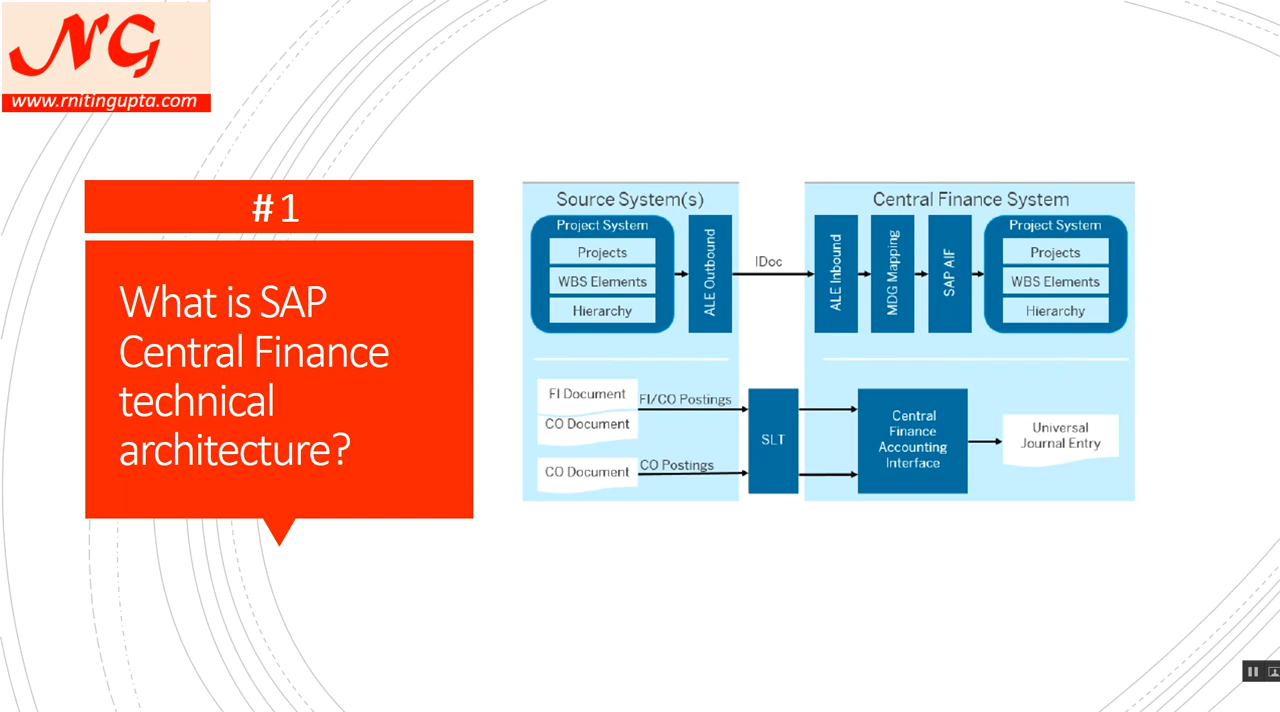 NG
www.rnitingupta.com
# 1
What is SAP
Central Finance
technical
architecture?
Source System(s)
Project System
Projects
WBS Elements
Hierarchy
ALE Outbound
IDoc
Central Finance System
ALE Inbound
MDG Mapping
SAP AIF
Project System
Projects
WBS Elements
Hierarchy
FI Document
CO Document
FI/CO Postings
CO Document
CO Postings
SLT
Central
Finance
Accounting
Interface
Universal
Journal Entry